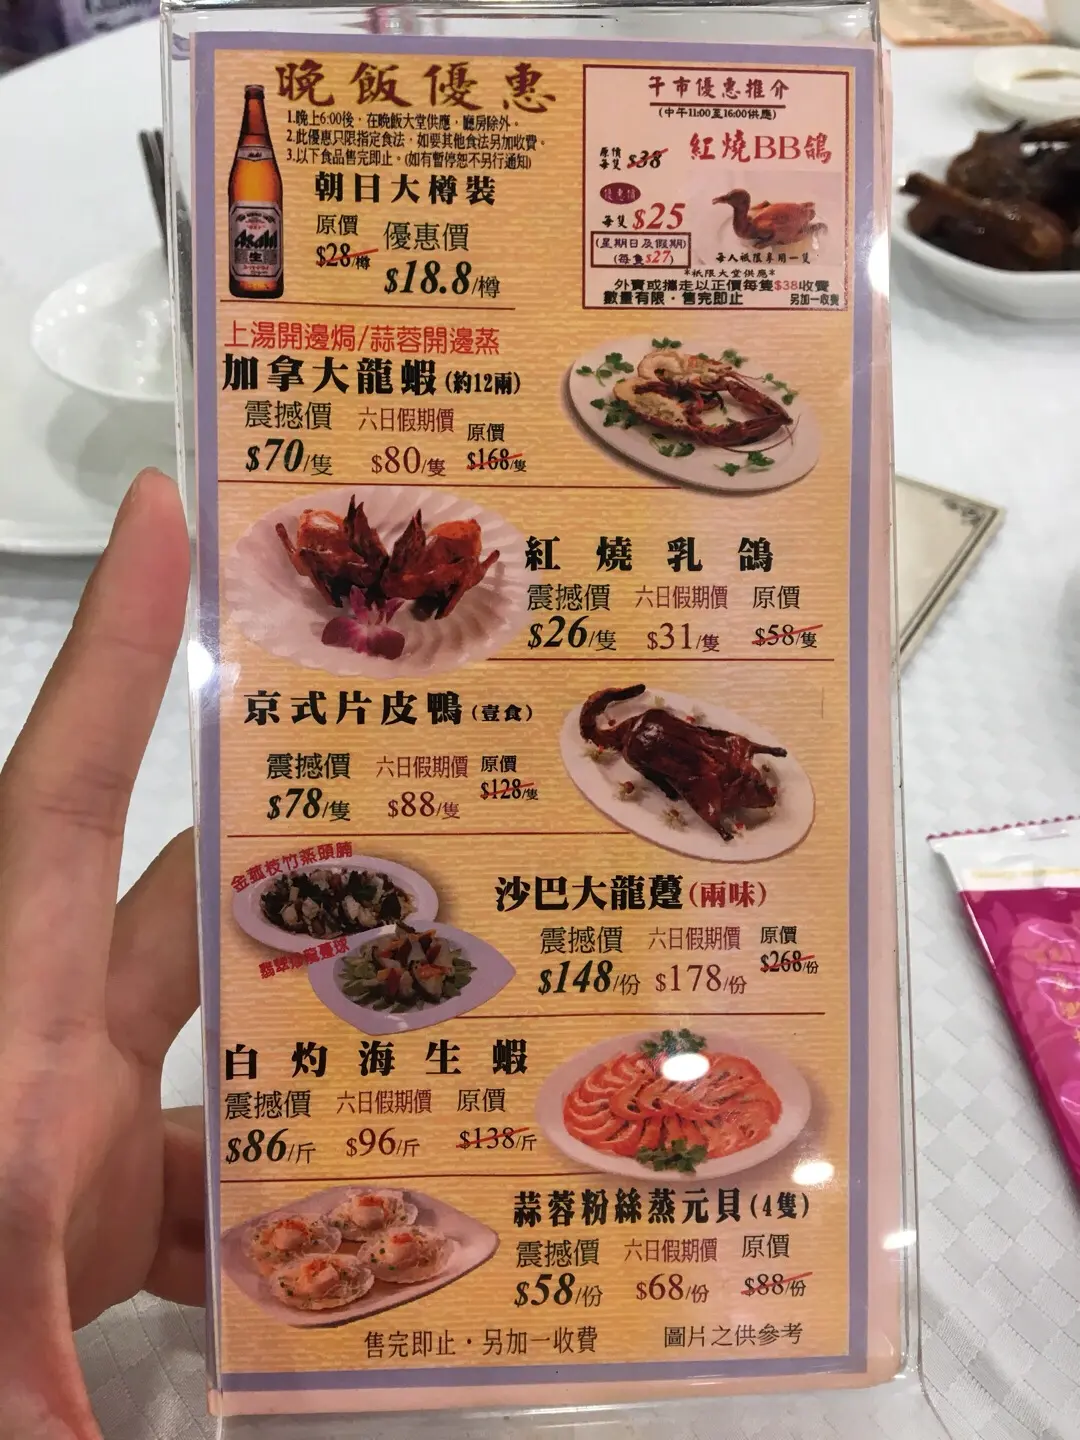 晚飯優惠
1.晚上6:00後，在晚飯大堂供應，廳房除外。
2.此優惠只限指定食法，如要其他食法另加收費。
3.以下食品售完即止。(如有暫停恕不另行通知)
朝日大樽裝
原價
$28/樽
優惠價
$18.8/樽
Asahi
生
午市優惠推介
(中午11:00至16:00供應)
紅燒BB鴿
原價
每隻 $38
優惠價
每隻 $25
(星期日及假期)
(每隻$27)
每人祇限享用一隻
*祇限大堂供應*
外賣或攜走以正價每隻$38收費
數量有限·售完即止 另加一收費
上湯開邊焗/蒜蓉開邊蒸
加拿大龍蝦(約12兩)
震撼價 六日假期價 原價
$70/隻 $80/隻 $168/隻
紅燒乳鴿
震撼價 六日假期價 原價
$26/隻 $31/隻 $58/隻
京式片皮鴨(壹食)
震撼價 六日假期價 原價
$78/隻 $88/隻 $128/隻
金菰枝竹蒸頭腩
翡翠炒龍躉球
沙巴大龍躉(兩味)
震撼價 六日假期價 原價
$148/份 $178/份 $268/份
白灼海生蝦
震撼價 六日假期價 原價
$86/斤 $96/斤 $138/斤
蒜蓉粉絲蒸元貝(4隻)
震撼價 六日假期價 原價
$58/份 $68/份 $88/份
售完即止·另加一收費 圖片之供參考